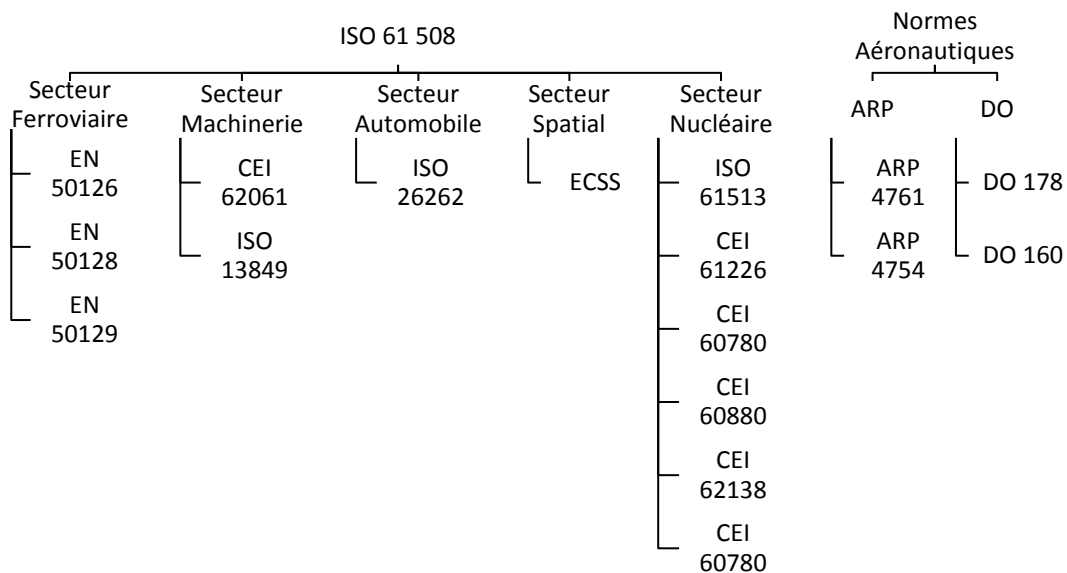 ISO 61 508
Secteur
Ferroviaire
EN
50126
EN
50128
EN
50129
Secteur
Machinerie
CEI
62061
ISO
13849
Secteur
Automobile
ISO
26262
Secteur
Spatial
ECSS
Secteur
Nucléaire
ISO
61513
CEI
61226
CEI
60780
CEI
60880
CEI
62138
CEI
60780
Normes
Aéronautiques
ARP
ARP
4761
ARP
4754
DO
DO 178
DO 160